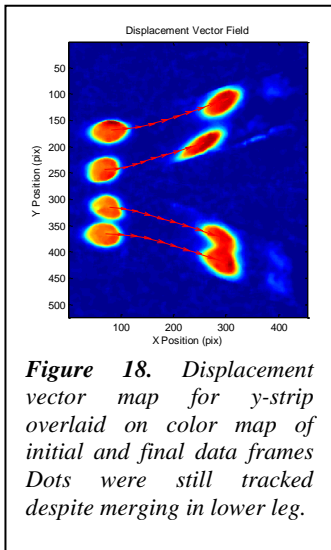 Displacement Vector Field
50
100
150
200
250
300
350
400
450
500
Y Position (pix)
100 200 300 400
X Position (pix)
Figure 18. Displacement
vector map for y-strip
overlaid on color map of
initial and final data frames
Dots were still tracked
despite merging in lower leg.